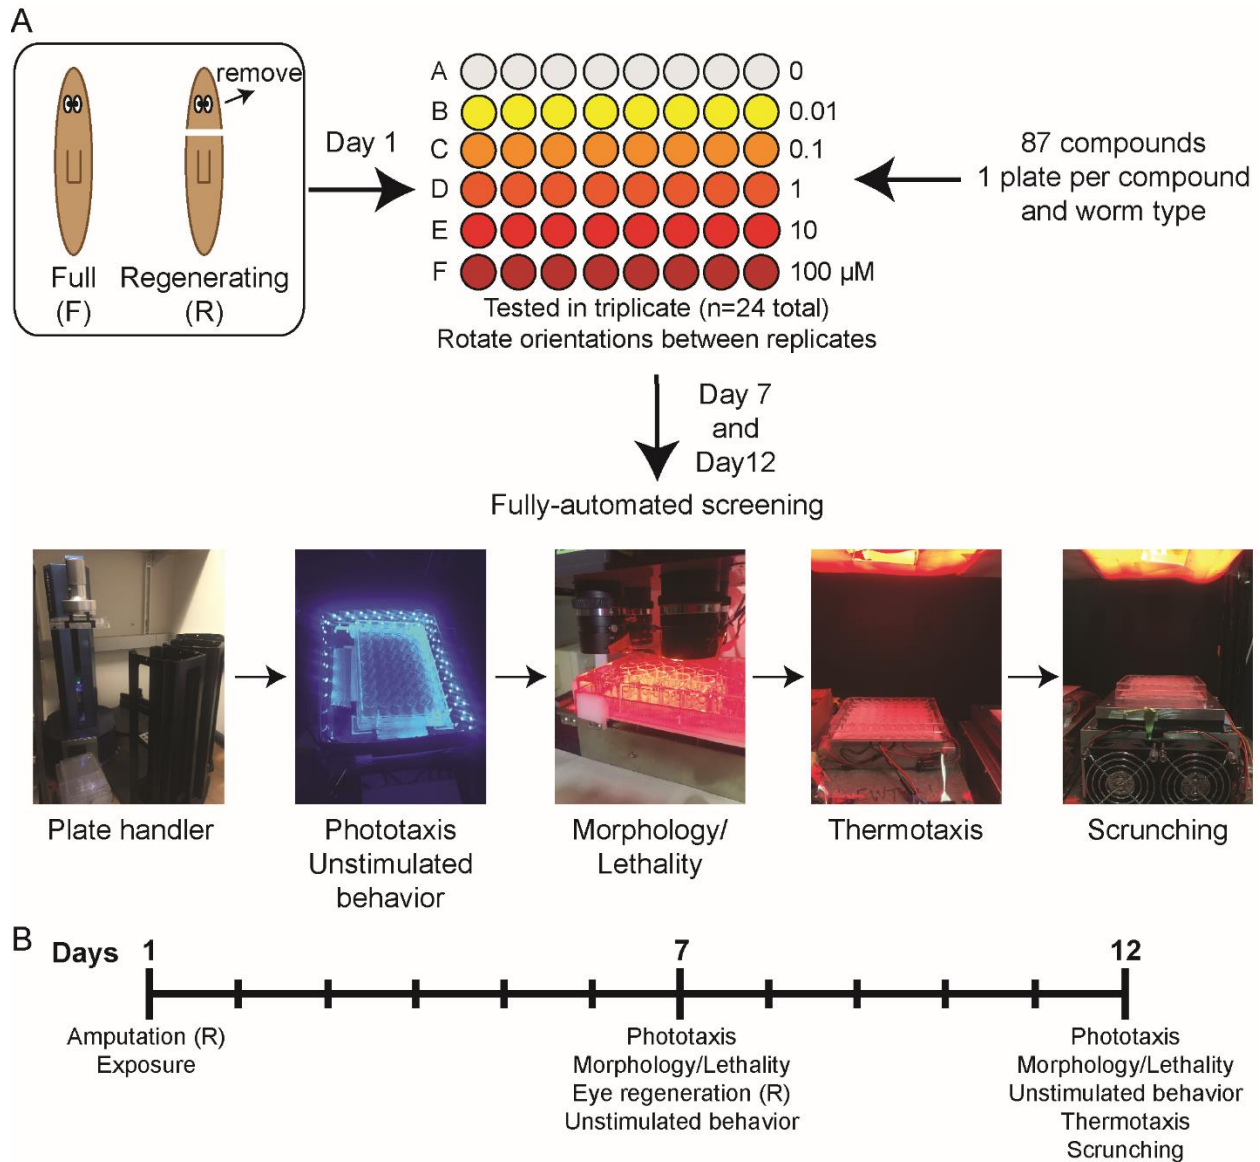 A
remove
Full
(F)
Regenerating
(R)
Day 1
A
0
B
0.01
C
0.1
D
1
E
10
F
100 µM
Tested in triplicate (n=24 total)
Rotate orientations between replicates
87 compounds
1 plate per compound
and worm type
Day 7
and
Day12
Fully-automated screening
Plate handler
Phototaxis
Unstimulated
behavior
Morphology/
Lethality
Thermotaxis
Scrunching
B
Days
1
7
12
Amputation (R)
Exposure
Phototaxis
Morphology/Lethality
Eye regeneration (R)
Unstimulated behavior
Phototaxis
Morphology/Lethality
Unstimulated behavior
Thermotaxis
Scrunching